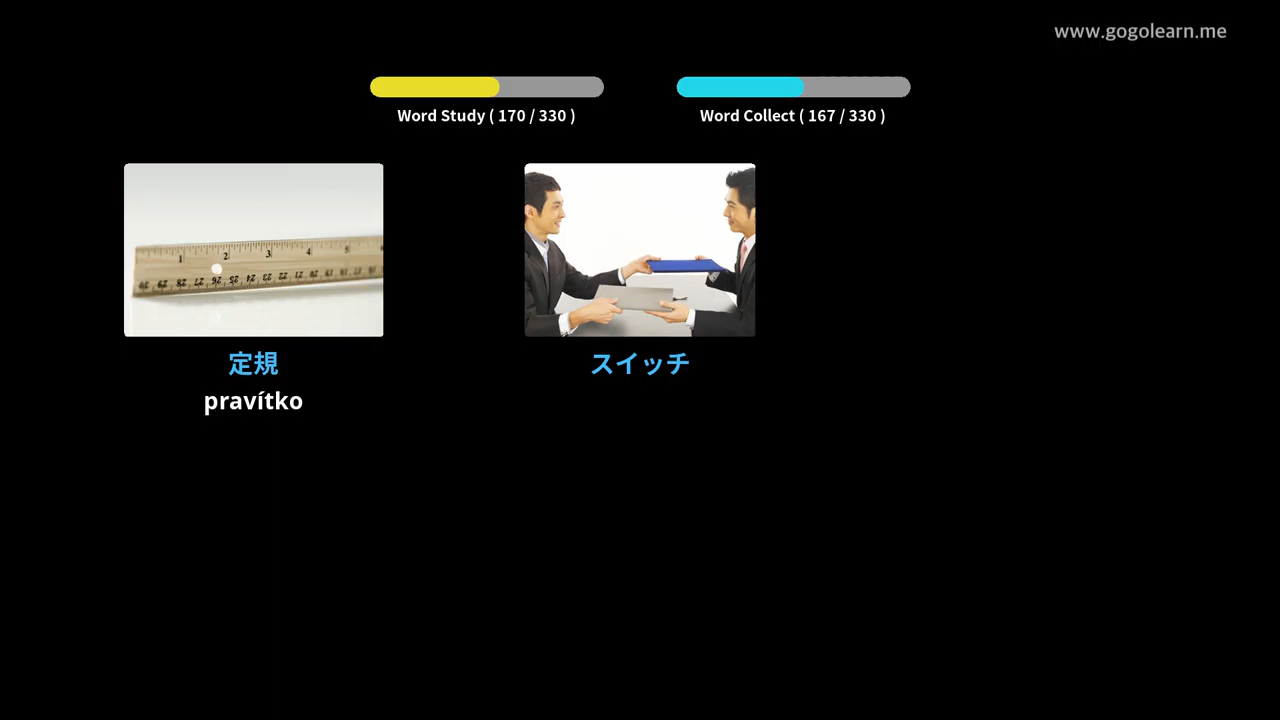 www.gogolearn.me
Word Study ( 170 / 330 )
Word Collect ( 167 / 330 )
定規
pravítko
スイッチ